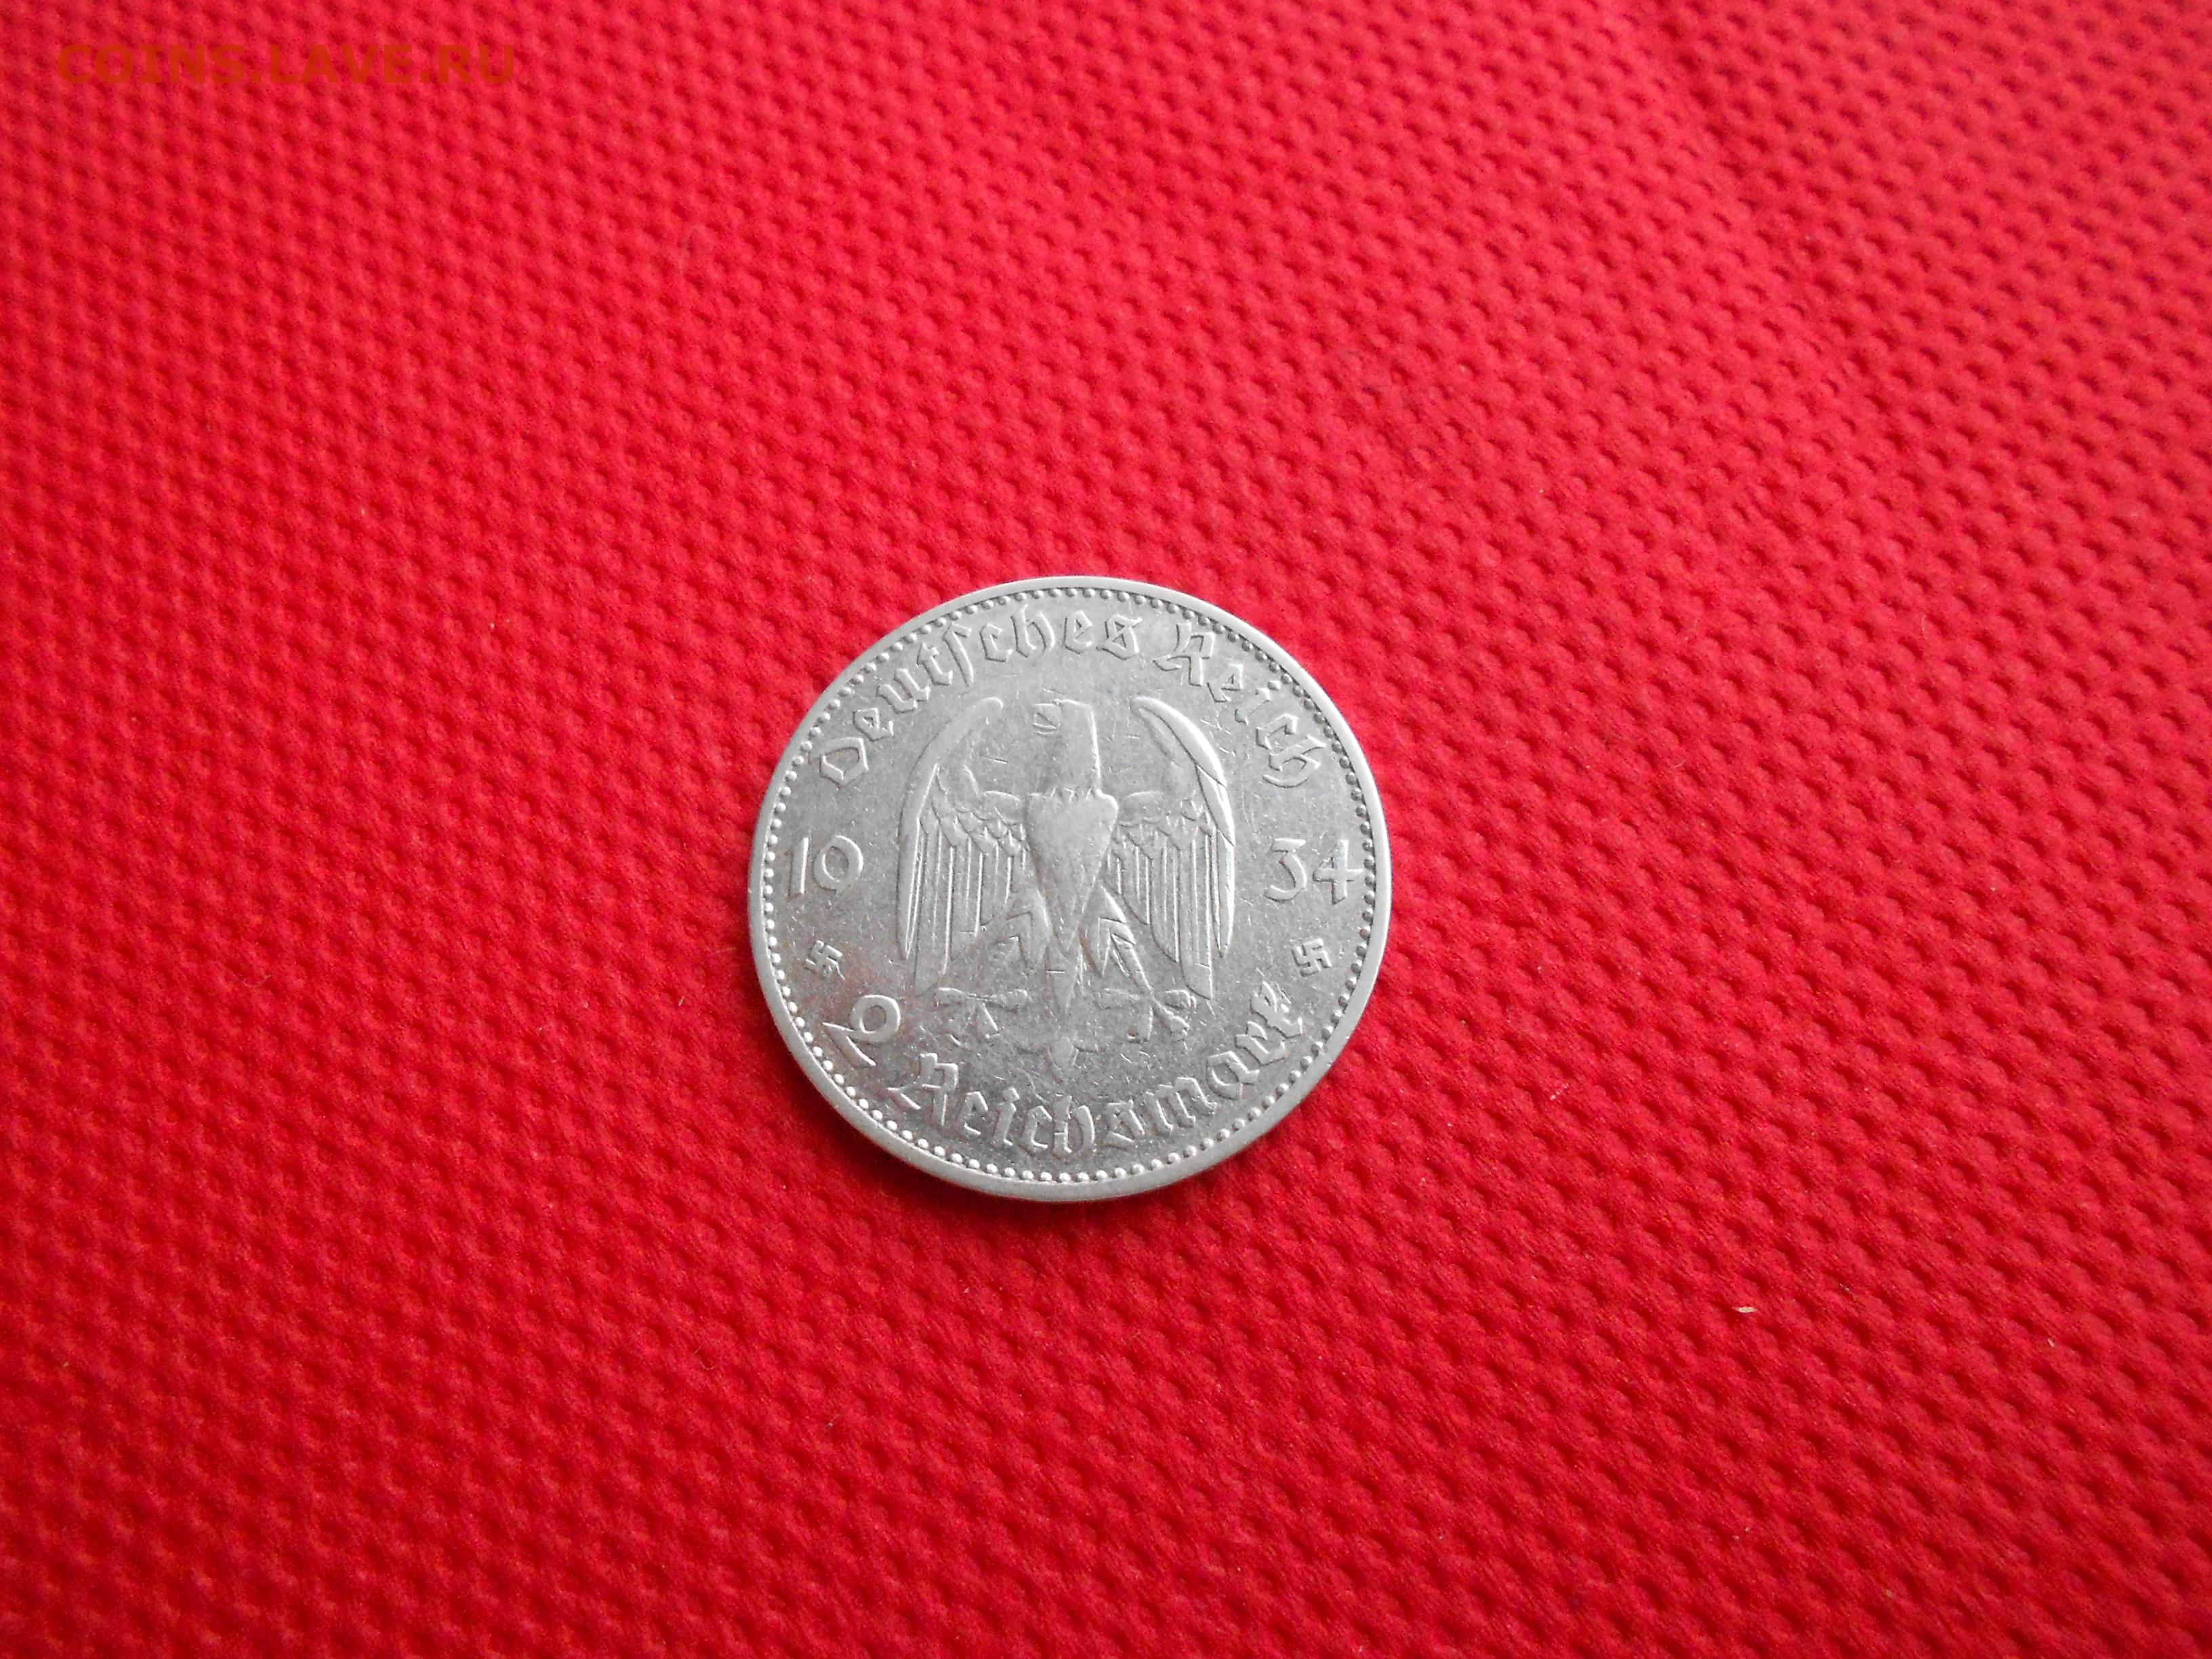 COINS.LAVE.RU
Deutſches Reich
19 34
2 Reichsmark